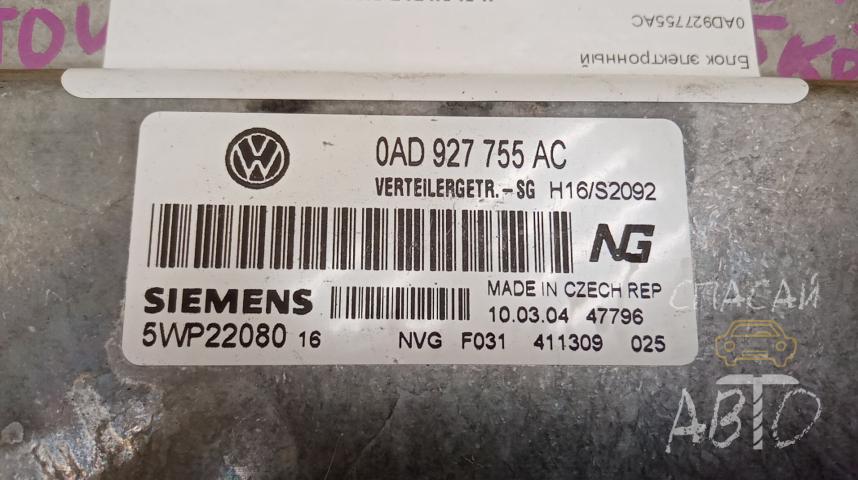 0AD927755AC
Блок электронный
VW
0AD 927 755 AC
VERTEILERGETR.-SG H16/S2092
NG
SIEMENS
MADE IN CZECH REP
10.03.04 47796
5WP22080 16
NVG F031 411309 025
СПАСАЙ
АВТО